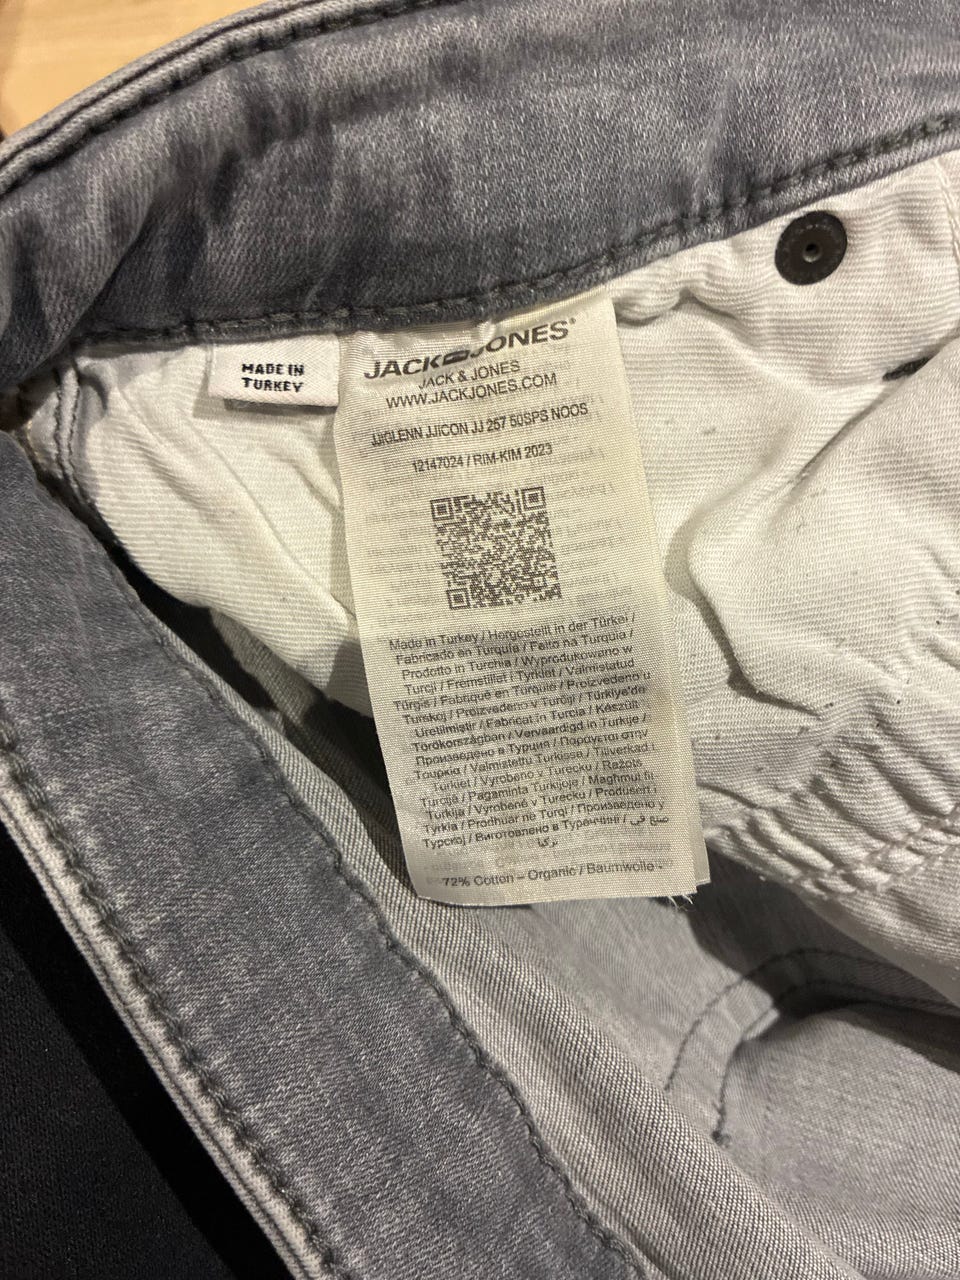 MADE IN
TURKEY
JACK JONES®
JACK & JONES
WWW.JACKJONES.COM
JJIGLENN JJICON JJ 257 50SPS NOOS
12147024 / RIM-KIM 2023
Made in Turkey / Hergestellt in der Türkei /
Fabricado en Turquía / Feito na Turquia /
Prodotto in Turchia / Wyprodukowano w
Turcji / Fremstillet i Tyrkiet / Valmistatud
Türgis / Fabriqué en Turquie / Proizvedeno u
Turskoj / Proizvedeno v Turčiji / Türkiye'de
Üretilmiştir / Fabricat în Turcia / Készült
Törökországban / Vervaardigd in Turkije /
Произведено в Турция / Παράγεται στην
Τουρκία / Valmistettu Turkissa / Tillverkad i
Turkiet / Vyrobeno v Turecku / Ražots
Turcijā / Pagaminta Turkijoje / Maghmul fit-
Turkija / Vyrobené v Turecku / Produsert i
Tyrkia / Prodhuar në Turqi / Произведено у
Турској / Виготовлено в Туреччині / صنع في
تركيا
72% Cotton – Organic / Baumwolle -